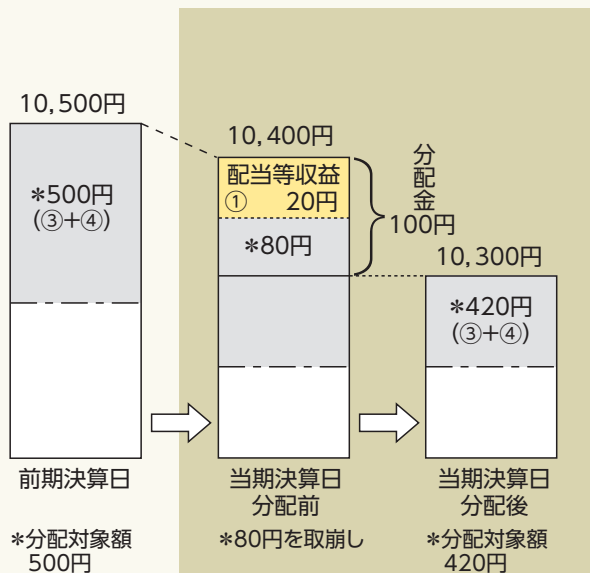 10,500円
*500円
(③+④)
前期決算日
*分配対象額
500円
10,400円
配当等収益
① 20円
*80円
分配金
100円
当期決算日
分配前
*80円を取崩し
10,300円
*420円
(③+④)
当期決算日
分配後
*分配対象額
420円